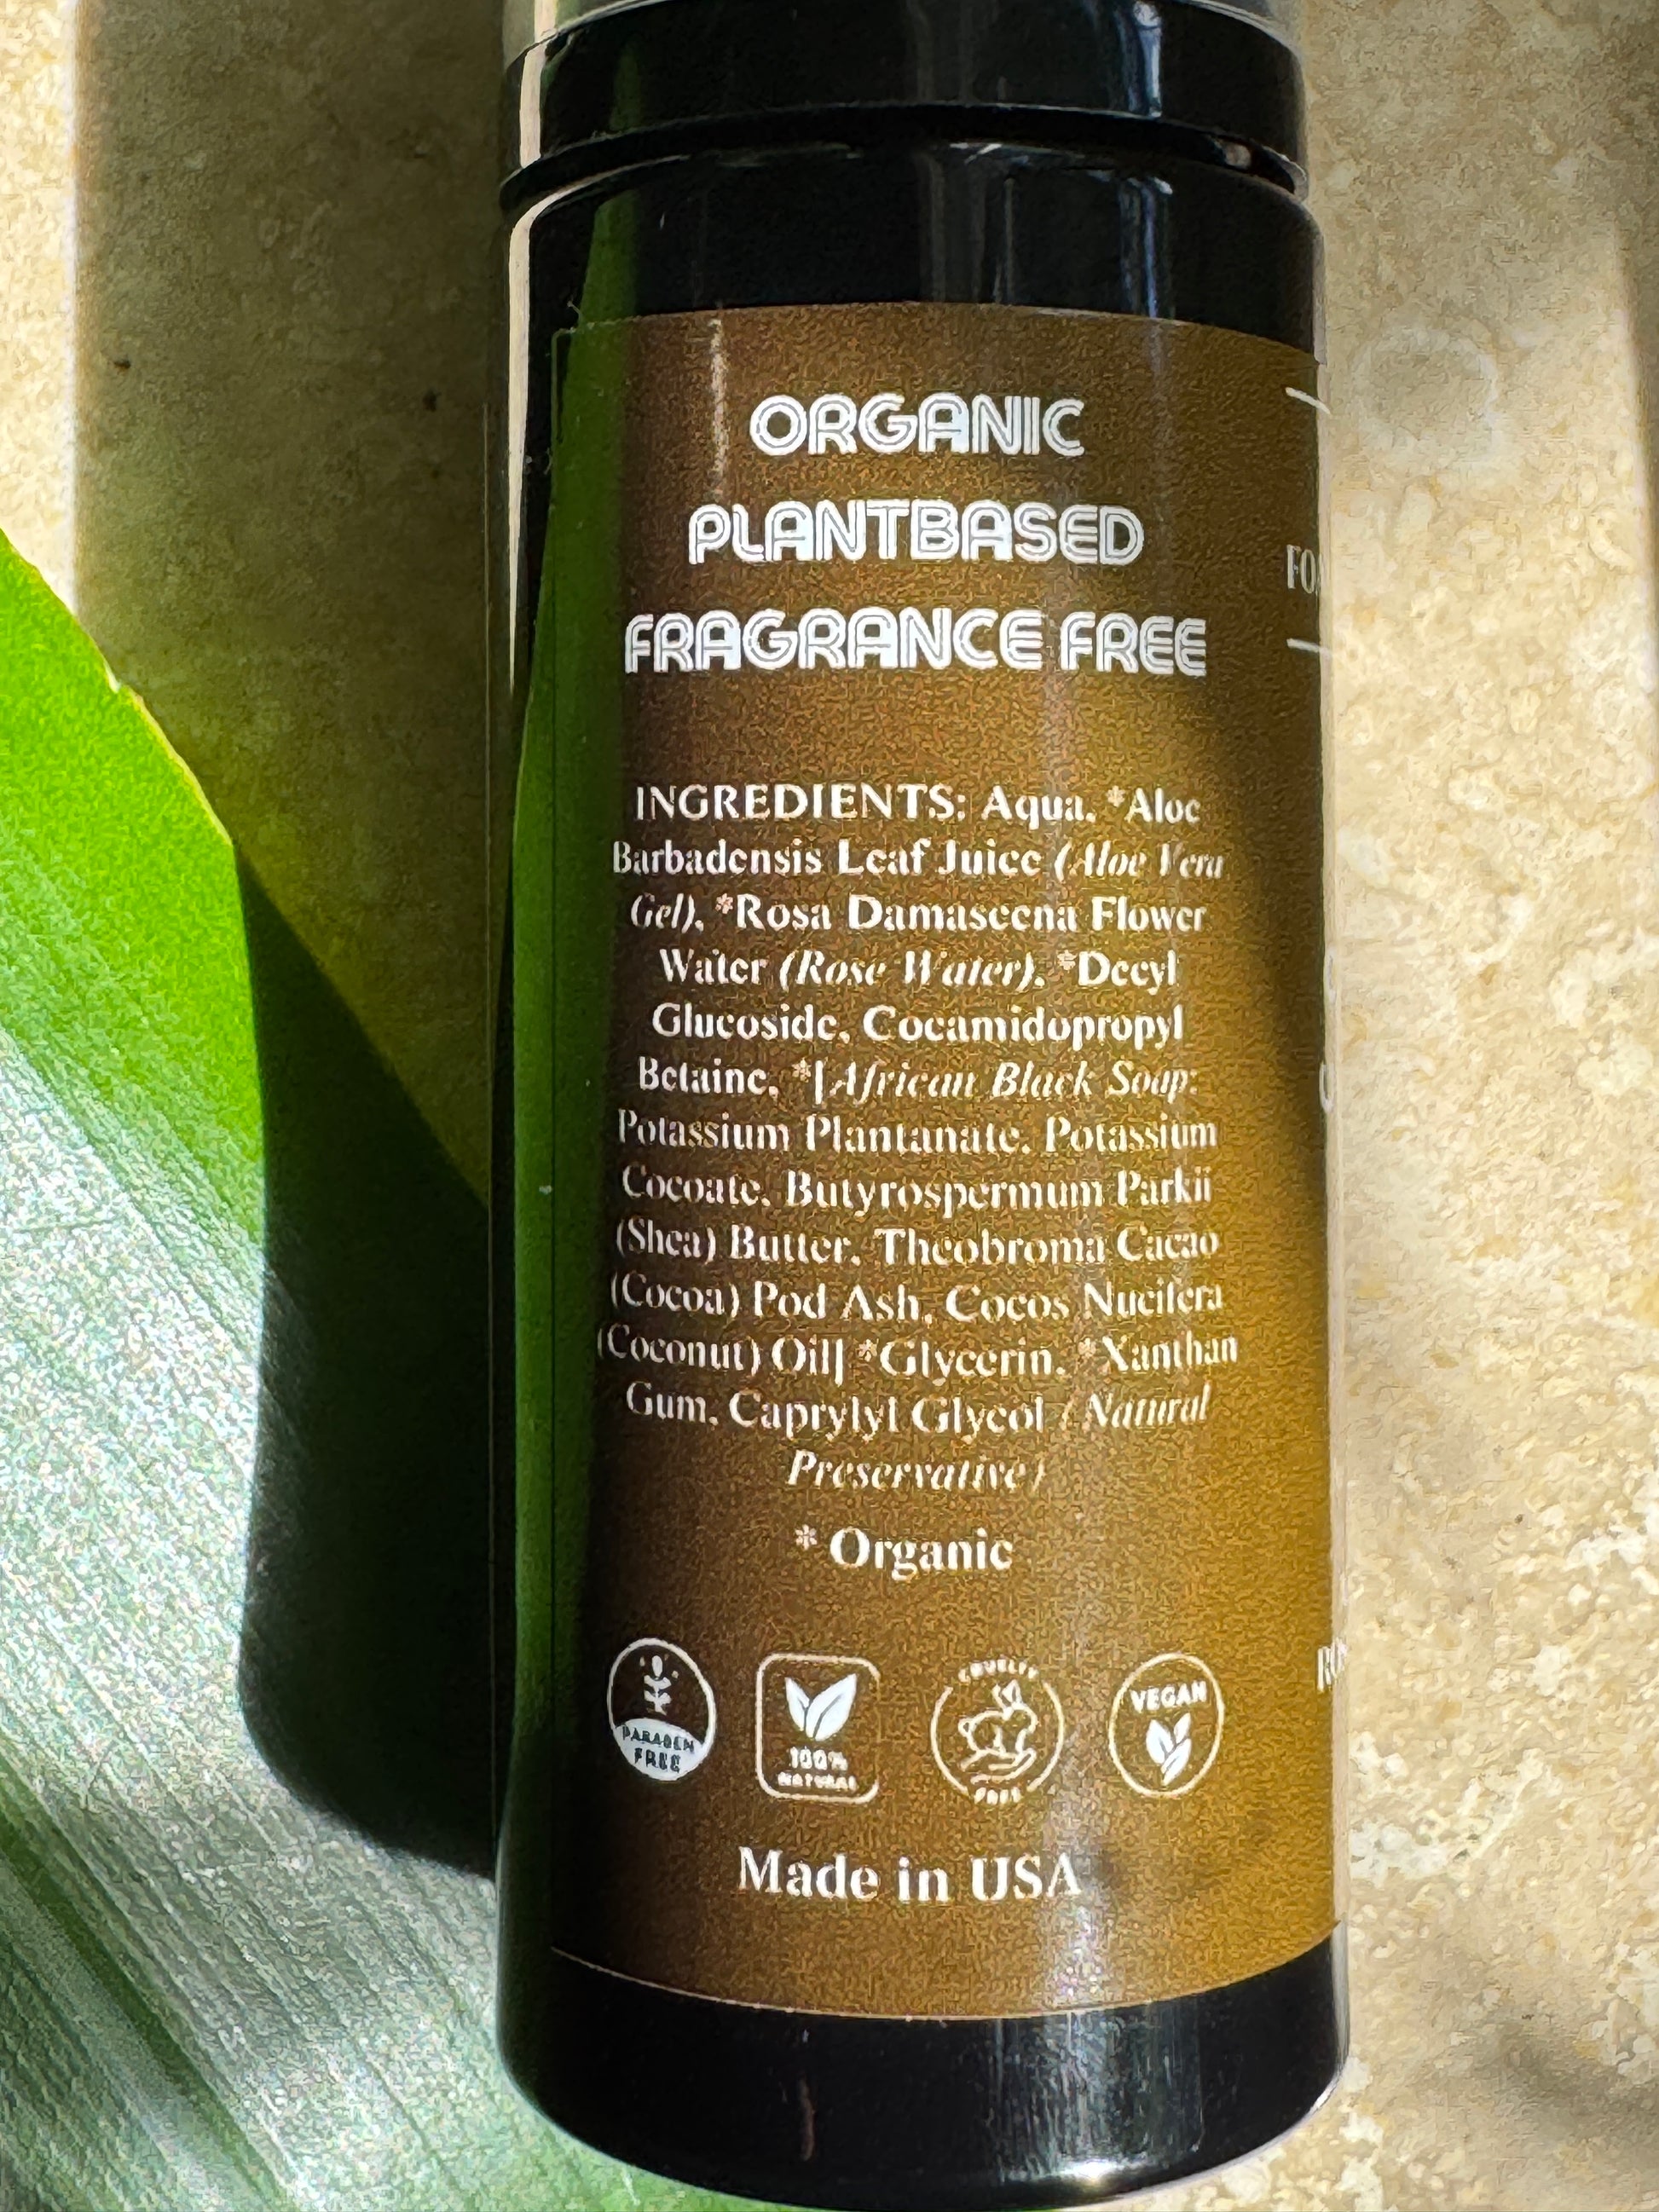 ORGANIC
PLANTBASED
FRAGRANCE FREE
INGREDIENTS: Aqua, *Aloe
Barbadensis Leaf Juice (Aloe Vera
Gel), *Rosa Damascena Flower
Water (Rose Water), *Decyl
Glucoside, Cocamidopropyl
Betaine, *[African Black Soap:
Potassium Plantanate, Potassium
Cocoate, Butyrospermum Parkii
(Shea) Butter, Theobroma Cacao
(Cocoa) Pod Ash, Cocos Nucifera
(Coconut) Oil] *Glycerin, *Xanthan
Gum, Caprylyl Glycol ( Natural
Preservative)
* Organic
PARABEN FREE
100% NATURAL
CRUELTY FREE
VEGAN
Made in USA